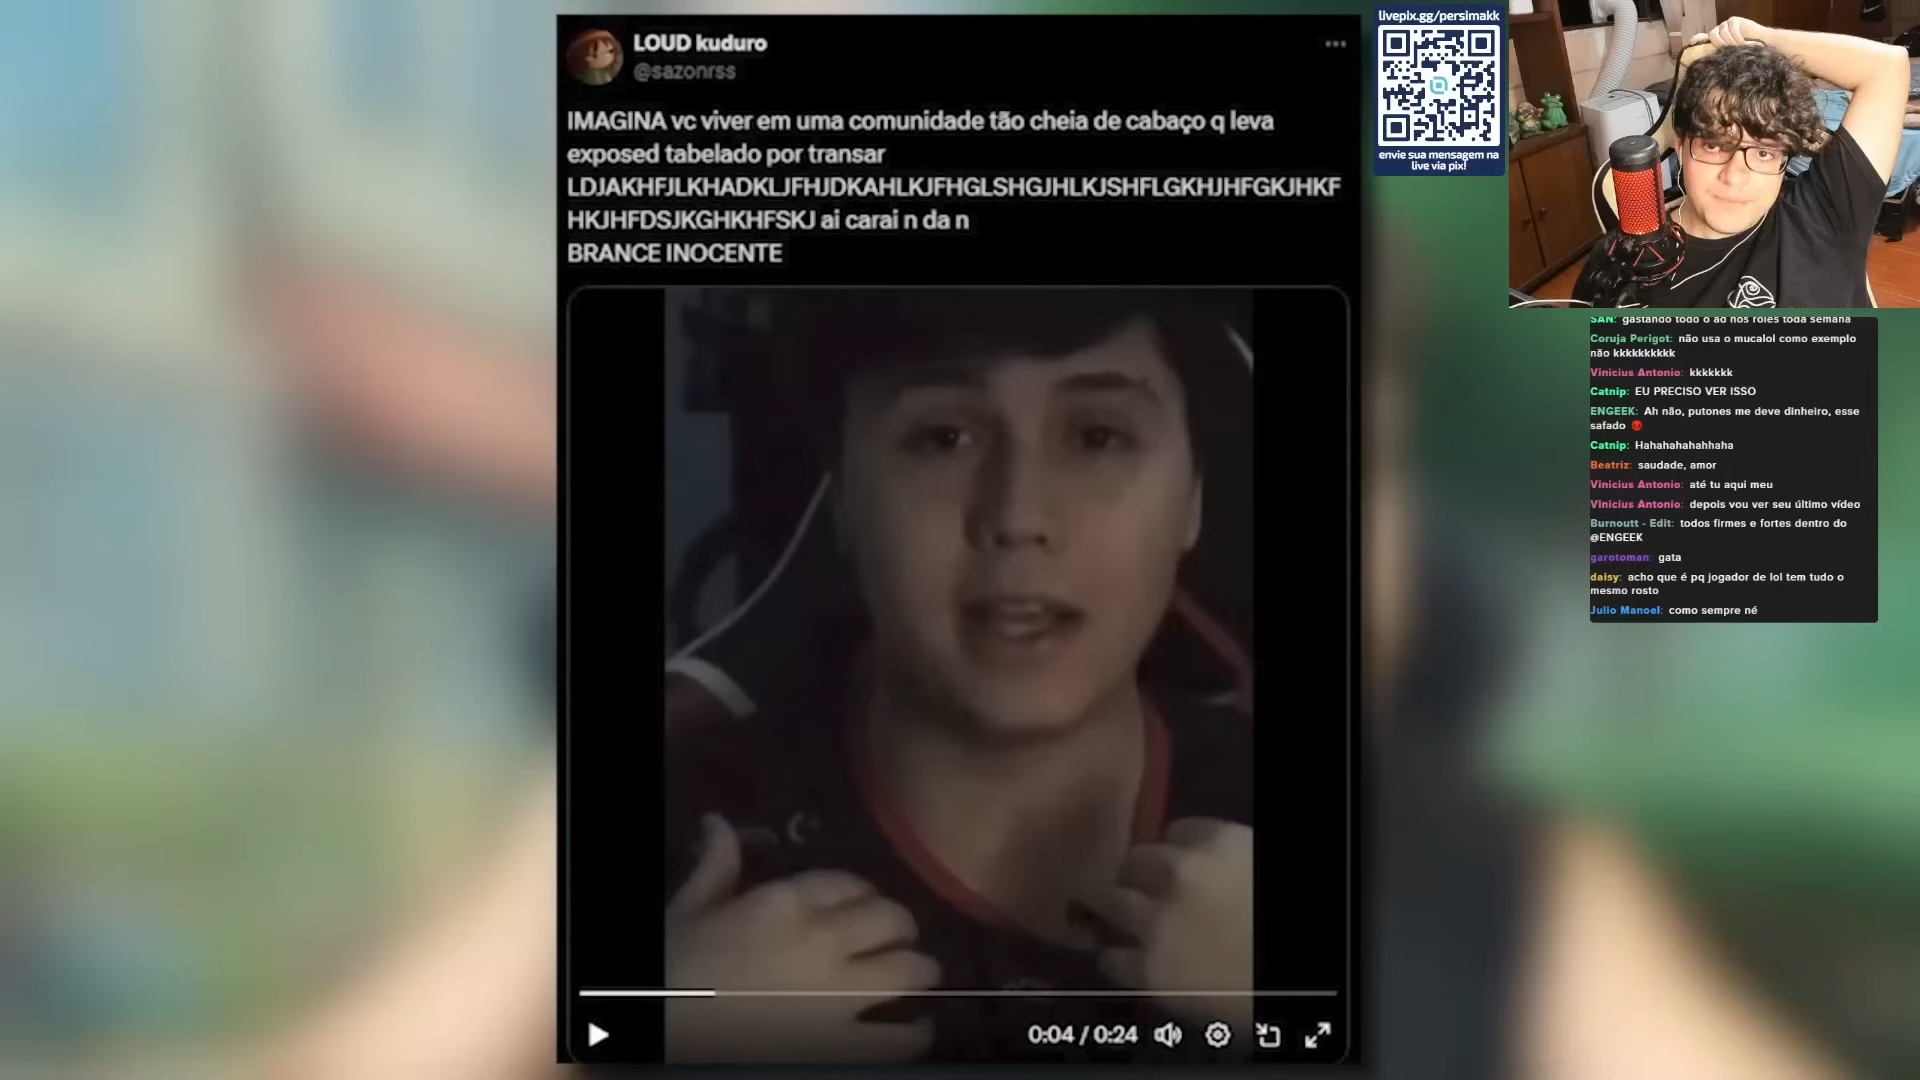 LOUD kuduro
@sazonrss
IMAGINA vc viver em uma comunidade tão cheia de cabaço q leva
exposed tabelado por transar
LDJAKHFJLKHADKLJFHJDKAHLKJFHGLSHGJHLKJSHFLGKHJHFGKJHKF
HKJHFDSJKGHKHFSKJ ai carai n da n
BRANCE INOCENTE
0:04 / 0:24
livepix.gg/persimakk
envie sua mensagem na
live via pix!
SAN: gastando todo o ad nos roles toda semana
Coruja Perigot: não usa o mucalol como exemplo
não kkkkkkkkkk
Vinicius Antonio: kkkkkkk
Catnip: EU PRECISO VER ISSO
ENGEEK: Ah não, putones me deve dinheiro, esse
safado
Catnip: Hahahahahahhaha
Beatriz: saudade, amor
Vinicius Antonio: até tu aqui meu
Vinicius Antonio: depois vou ver seu último vídeo
Burnoutt - Edit: todos firmes e fortes dentro do
@ENGEEK
garotoman: gata
daisy: acho que é pq jogador de lol tem tudo o
mesmo rosto
Julio Manoel: como sempre né